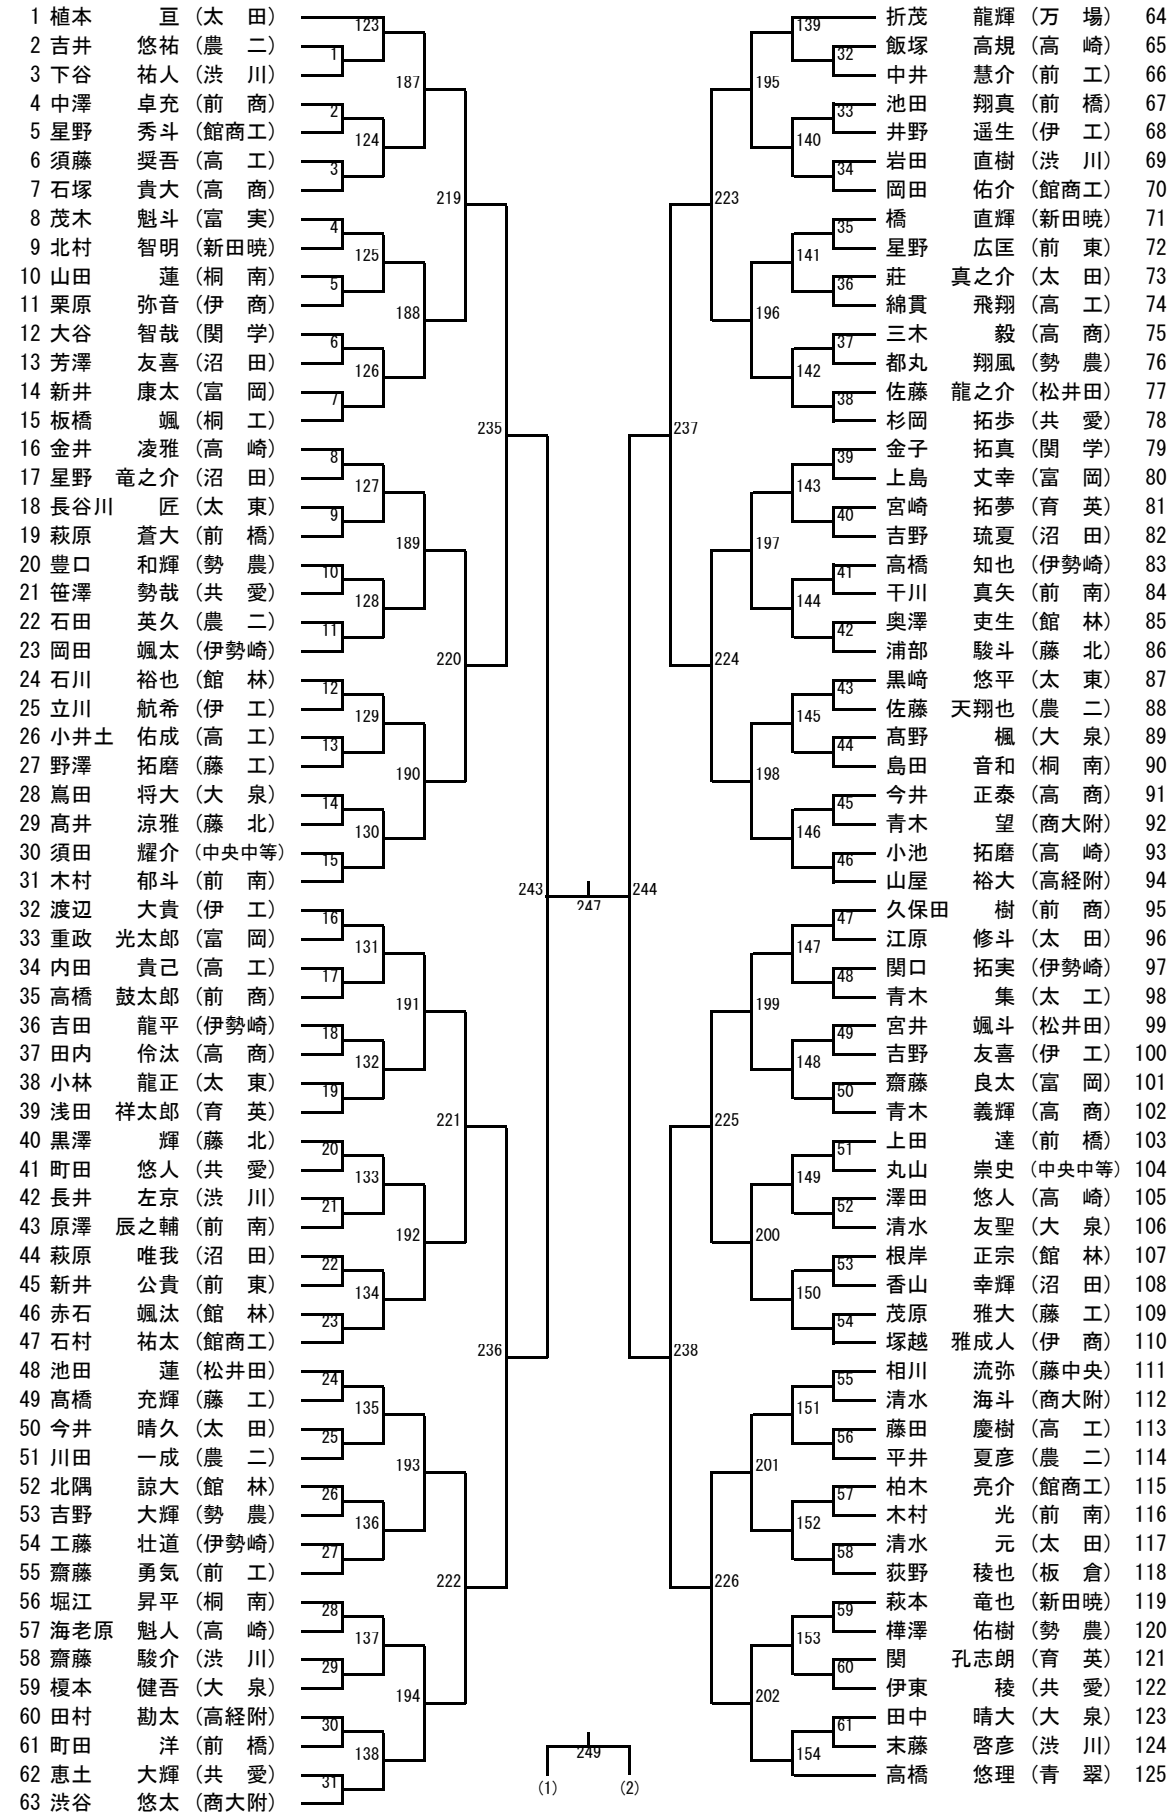 1 植本 亘 (太 田)
2 吉井 悠祐 (農 二)
3 下谷 祐人 (渋 川)
4 中澤 卓充 (前 商)
5 星野 秀斗 (館商工)
6 須藤 奨吾 (高 工)
7 石塚 貴大 (高 商)
8 茂木 魁斗 (富 実)
9 北村 智明 (新田暁)
10 山田 蓮 (桐 南)
11 栗原 弥音 (伊 商)
12 大谷 智哉 (関 学)
13 芳澤 友喜 (沼 田)
14 新井 康太 (富 岡)
15 板橋 颯 (桐 工)
16 金井 凌雅 (高 崎)
17 星野 竜之介 (沼 田)
18 長谷川 匠 (太 東)
19 萩原 蒼大 (前 橋)
20 豊口 和輝 (勢 農)
21 笹澤 勢哉 (共 愛)
22 石田 英久 (農 二)
23 岡田 颯太 (伊勢崎)
24 石川 裕也 (館 林)
25 立川 航希 (伊 工)
26 小井土 佑成 (高 工)
27 野澤 拓磨 (藤 工)
28 嶌田 将大 (大 泉)
29 髙井 涼雅 (藤 北)
30 須田 耀介 (中央中等)
31 木村 郁斗 (前 南)
32 渡辺 大貴 (伊 工)
33 重政 光太郎 (富 岡)
34 内田 貴己 (高 工)
35 高橋 鼓太郎 (前 商)
36 吉田 龍平 (伊勢崎)
37 田内 伶汰 (高 商)
38 小林 龍正 (太 東)
39 浅田 祥太郎 (育 英)
40 黒澤 輝 (藤 北)
41 町田 悠人 (共 愛)
42 長井 左京 (渋 川)
43 原澤 辰之輔 (前 南)
44 萩原 唯我 (沼 田)
45 新井 公貴 (前 東)
46 赤石 颯汰 (館 林)
47 石村 祐太 (館商工)
48 池田 蓮 (松井田)
49 髙橋 充輝 (藤 工)
50 今井 晴久 (太 田)
51 川田 一成 (農 二)
52 北隅 諒大 (館 林)
53 吉野 大輝 (勢 農)
54 工藤 壮道 (伊勢崎)
55 齋藤 勇気 (前 工)
56 堀江 昇平 (桐 南)
57 海老原 魁人 (高 崎)
58 齋藤 駿介 (渋 川)
59 榎本 健吾 (大 泉)
60 田村 勘太 (高経附)
61 町田 洋 (前 橋)
62 恵土 大輝 (共 愛)
63 渋谷 悠太 (商大附)
1
2
3
4
5
6
7
8
9
10
11
12
13
14
15
16
17
18
19
20
21
22
23
24
25
26
27
28
29
30
31
123
124
125
126
127
128
129
130
131
132
133
134
135
136
137
138
187
188
189
190
191
192
193
194
219
220
221
222
235
236
243
247
244
249
(1) (2)
237
238
223
224
225
226
195
196
197
198
199
200
201
202
139
140
141
142
143
144
145
146
147
148
149
150
151
152
153
154
32
33
34
35
36
37
38
39
40
41
42
43
44
45
46
47
48
49
50
51
52
53
54
55
56
57
58
59
60
61
折茂 龍輝 (万 場) 64
飯塚 高規 (高 崎) 65
中井 慧介 (前 工) 66
池田 翔真 (前 橋) 67
井野 遥生 (伊 工) 68
岩田 直樹 (渋 川) 69
岡田 佑介 (館商工) 70
橋 直輝 (新田暁) 71
星野 広匡 (前 東) 72
莊 真之介 (太 田) 73
綿貫 飛翔 (高 工) 74
三木 毅 (高 商) 75
都丸 翔風 (勢 農) 76
佐藤 龍之介 (松井田) 77
杉岡 拓歩 (共 愛) 78
金子 拓真 (関 学) 79
上島 丈幸 (富 岡) 80
宮崎 拓夢 (育 英) 81
吉野 琉夏 (沼 田) 82
高橋 知也 (伊勢崎) 83
干川 真矢 (前 南) 84
奥澤 吏生 (館 林) 85
浦部 駿斗 (藤 北) 86
黒﨑 悠平 (太 東) 87
佐藤 天翔也 (農 二) 88
髙野 楓 (大 泉) 89
島田 音和 (桐 南) 90
今井 正泰 (高 商) 91
青木 望 (商大附) 92
小池 拓磨 (高 崎) 93
山屋 裕大 (高経附) 94
久保田 樹 (前 商) 95
江原 修斗 (太 田) 96
関口 拓実 (伊勢崎) 97
青木 集 (太 工) 98
宮井 颯斗 (松井田) 99
吉野 友喜 (伊 工) 100
齋藤 良太 (富 岡) 101
青木 義輝 (高 商) 102
上田 達 (前 橋) 103
丸山 崇史 (中央中等) 104
澤田 悠人 (高 崎) 105
清水 友聖 (大 泉) 106
根岸 正宗 (館 林) 107
香山 幸輝 (沼 田) 108
茂原 雅大 (藤 工) 109
塚越 雅成人 (伊 商) 110
相川 流弥 (藤中央) 111
清水 海斗 (商大附) 112
藤田 慶樹 (高 工) 113
平井 夏彦 (農 二) 114
柏木 亮介 (館商工) 115
木村 光 (前 南) 116
清水 元 (太 田) 117
荻野 稜也 (板 倉) 118
萩本 竜也 (新田暁) 119
樺澤 佑樹 (勢 農) 120
関 孔志朗 (育 英) 121
伊東 稜 (共 愛) 122
田中 晴大 (大 泉) 123
末藤 啓彦 (渋 川) 124
高橋 悠理 (青 翠) 125